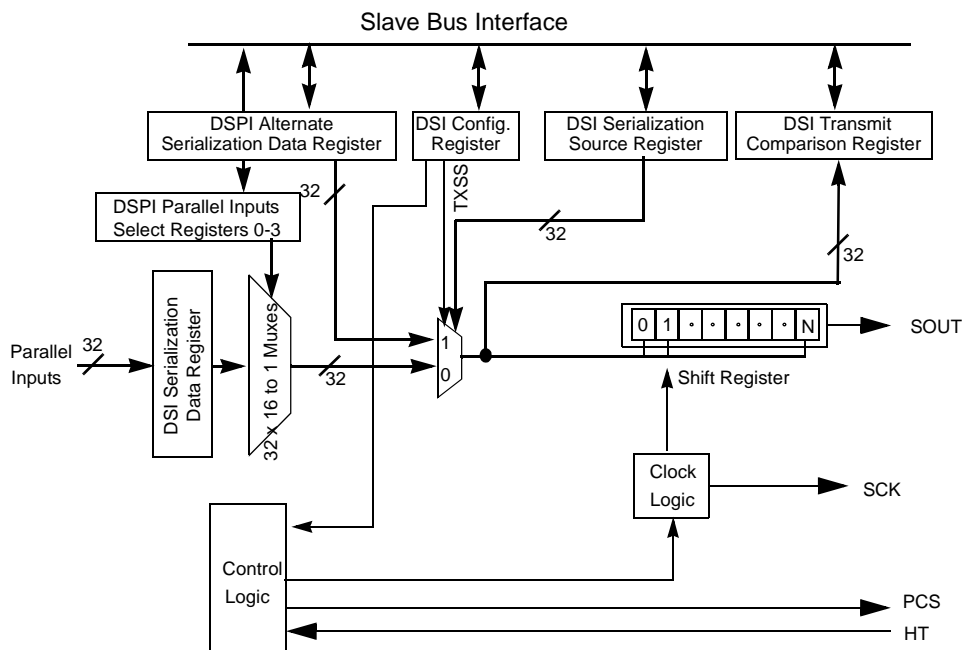 Slave Bus Interface
DSPI Alternate
Serialization Data Register
DSI Config.
Register
DSI Serialization
Source Register
DSI Transmit
Comparison Register
32
TXSS
DSPI Parallel Inputs
Select Registers 0-3
32
32
DSI Serialization
Data Register
32 x 16 to 1 Muxes
1
0
0 1 N
SOUT
Parallel
Inputs
32
32
Shift Register
Clock
Logic
SCK
Control
Logic
PCS
HT